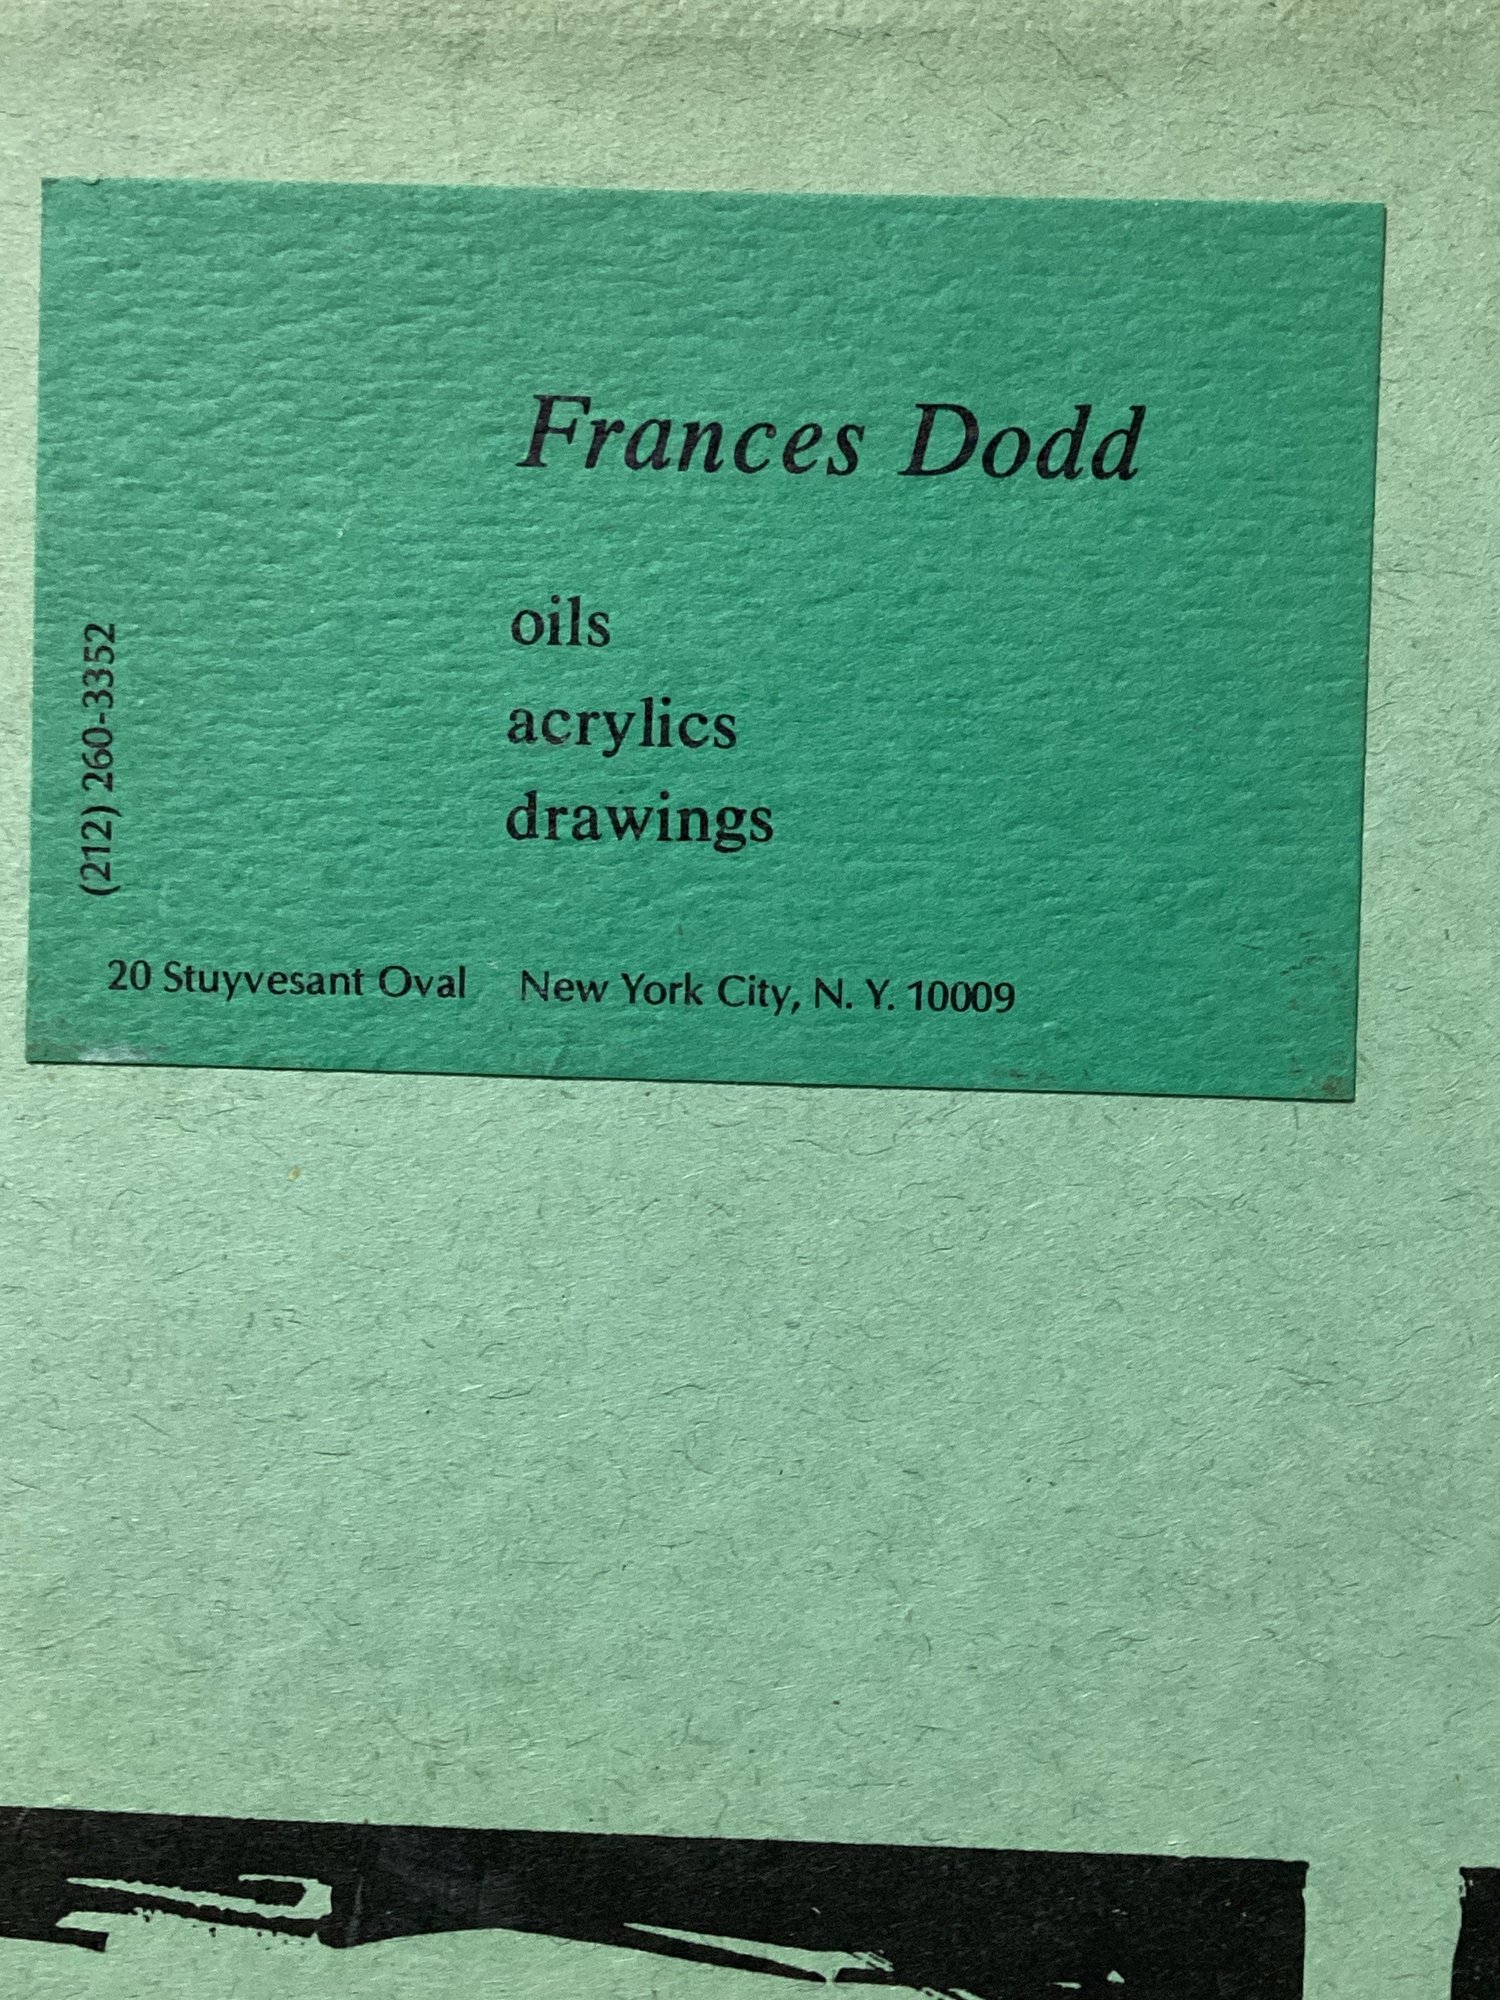 Frances Dodd
oils
acrylics
drawings
(212) 260-3352
20 Stuyvesant Oval New York City, N. Y. 10009